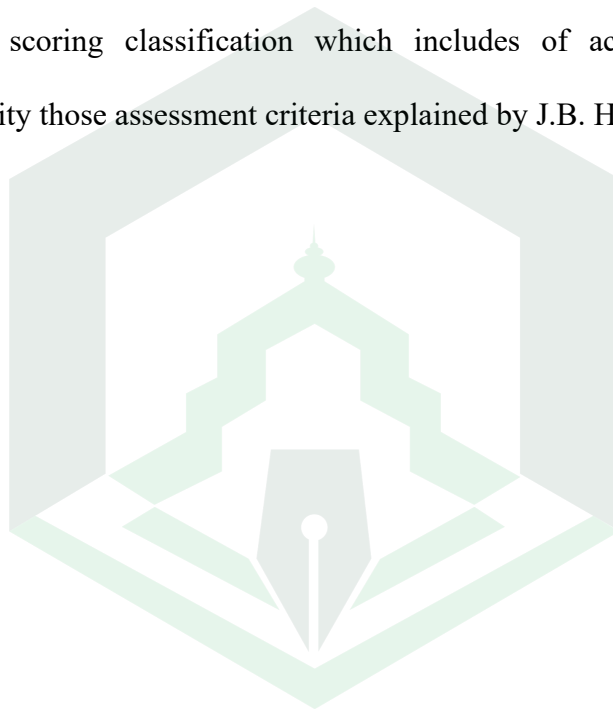 scoring classification which includes of ac
ity those assessment criteria explained by J.B. H